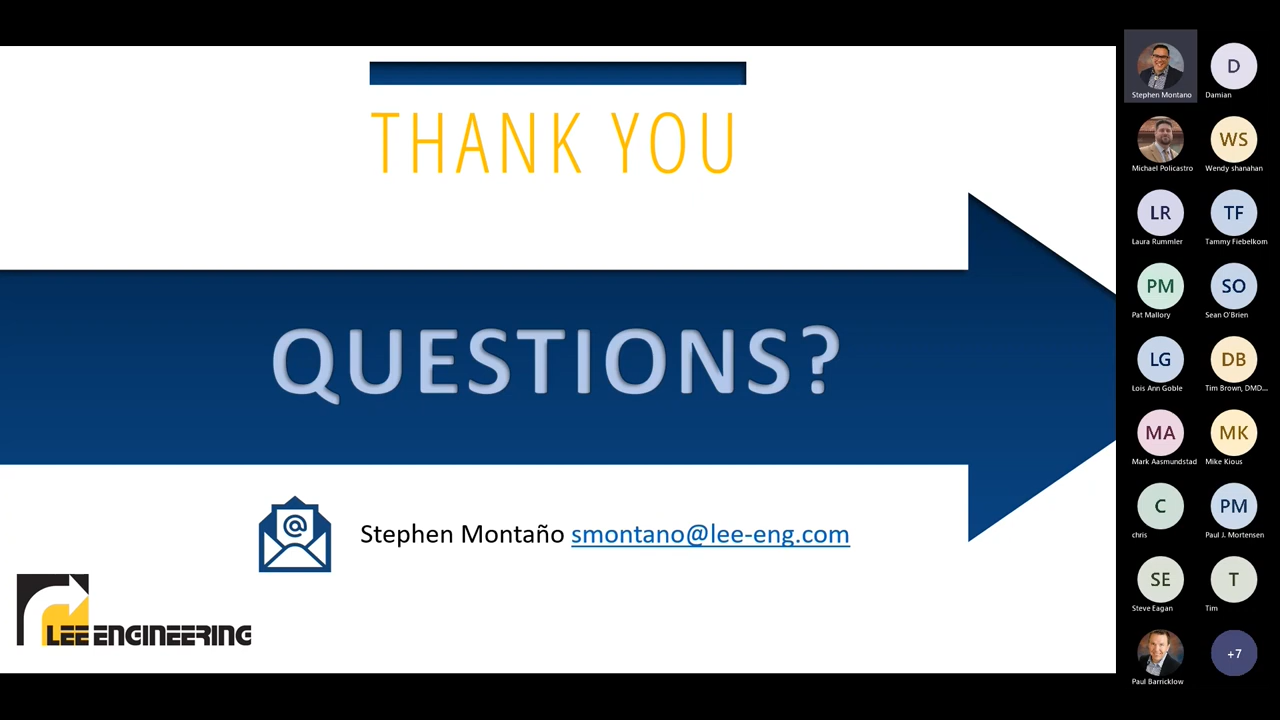 THANK YOU
QUESTIONS?
Stephen Montaño smontano@lee-eng.com
LEE ENGINEERING
Stephen Montano
D
Damian
Michael Policastro
WS
Wendy shanahan
LR
Laura Rummler
TF
Tammy Fiebelkorn
PM
Pat Mallory
SO
Sean O'Brien
LG
Lois Ann Goble
DB
Tim Brown, DMD...
MA
Mark Aasmundstad
MK
Mike Kious
C
chris
PM
Paul J. Mortensen
SE
Steve Eagan
T
Tim
Paul Barricklow
+7